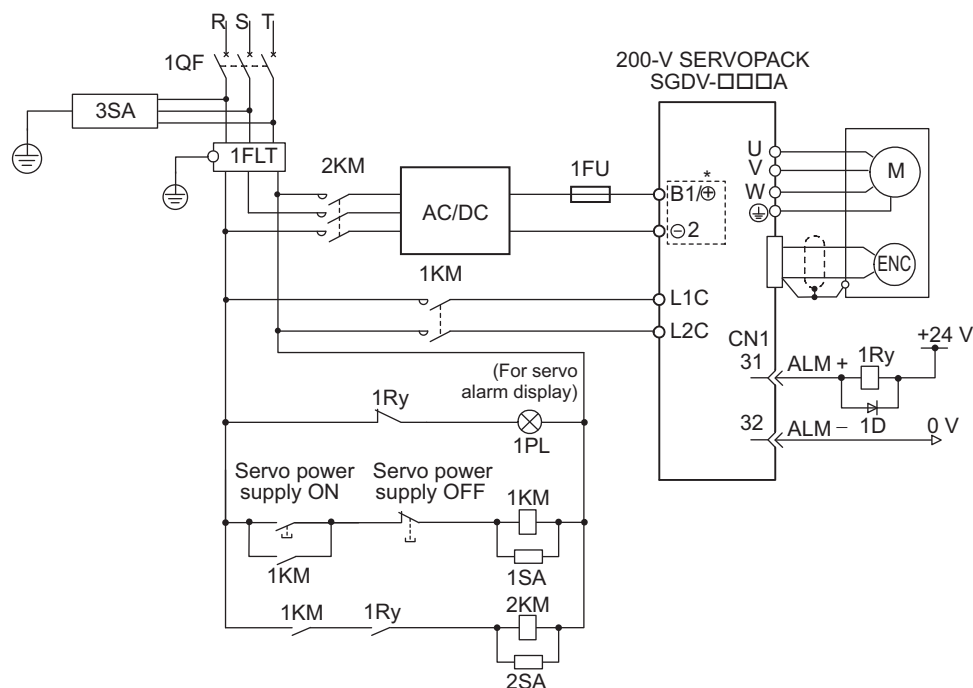 R S T
1QF
3SA
1FLT
2KM
AC/DC
1FU
200-V SERVOPACK
SGDV-□□□A
B1/⊕
*
⊖2
U
V
W
M
ENC
1KM
L1C
L2C
CN1
31
ALM +
1Ry
+24 V
1D
32
ALM −
0 V
(For servo
alarm display)
1Ry
1PL
Servo power
supply ON
Servo power
supply OFF
1KM
1KM
1SA
1KM
1Ry
2KM
2SA